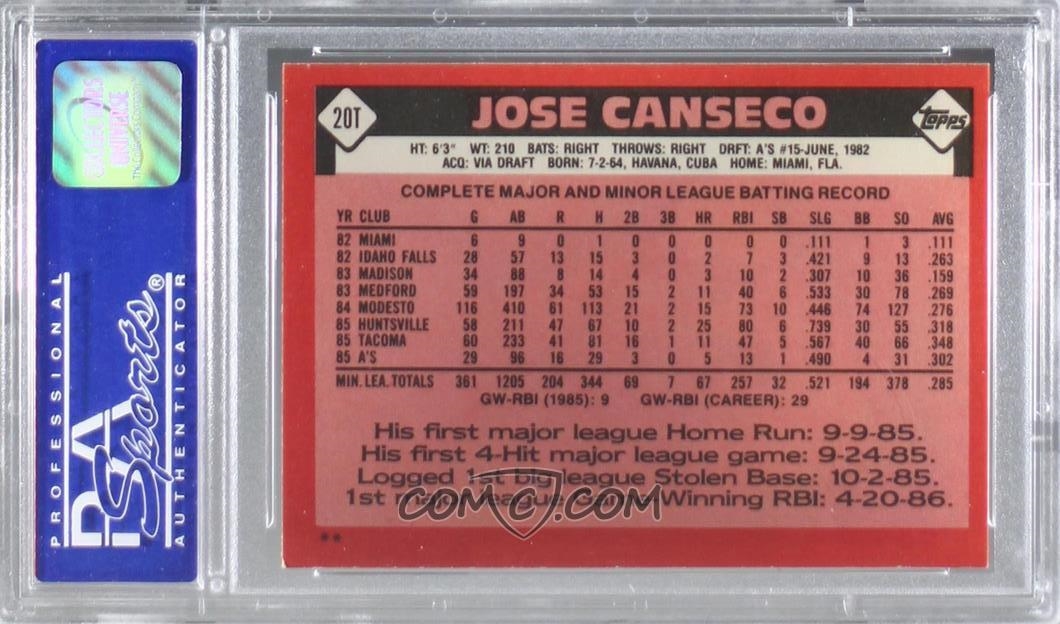 COLLECTORS
UNIVERSE
PROFESSIONAL
PSA
Sports®
AUTHENTICATOR
20T
JOSE CANSECO
Topps
HT: 6'3" WT: 210 BATS: RIGHT THROWS: RIGHT DRFT: A'S #15-JUNE, 1982
ACQ: VIA DRAFT BORN: 7-2-64, HAVANA, CUBA HOME: MIAMI, FLA.
COMPLETE MAJOR AND MINOR LEAGUE BATTING RECORD
YR CLUB G AB R H 2B 3B HR RBI SB SLG BB SO AVG
82 MIAMI 6 9 0 1 0 0 0 0 0 .111 1 3 .111
82 IDAHO FALLS 28 57 13 15 3 0 2 7 3 .421 9 13 .263
83 MADISON 34 88 8 14 4 0 3 10 2 .307 10 36 .159
83 MEDFORD 59 197 34 53 15 2 11 40 6 .533 30 78 .269
84 MODESTO 116 410 61 113 21 2 15 73 10 .446 74 127 .276
85 HUNTSVILLE 58 211 47 67 10 2 25 80 6 .739 30 55 .318
85 TACOMA 60 233 41 81 16 1 11 47 5 .567 40 66 .348
85 A'S 29 96 16 29 3 0 5 13 1 .490 4 31 .302
MIN. LEA. TOTALS 361 1205 204 344 69 7 67 257 32 .521 194 378 .285
GW-RBI (1985): 9 GW-RBI (CAREER): 29
His first major league Home Run: 9-9-85.
His first 4-Hit major league game: 9-24-85.
Logged 1st big league Stolen Base: 10-2-85.
1st major league Game-Winning RBI: 4-20-86.
COMC.COM
**